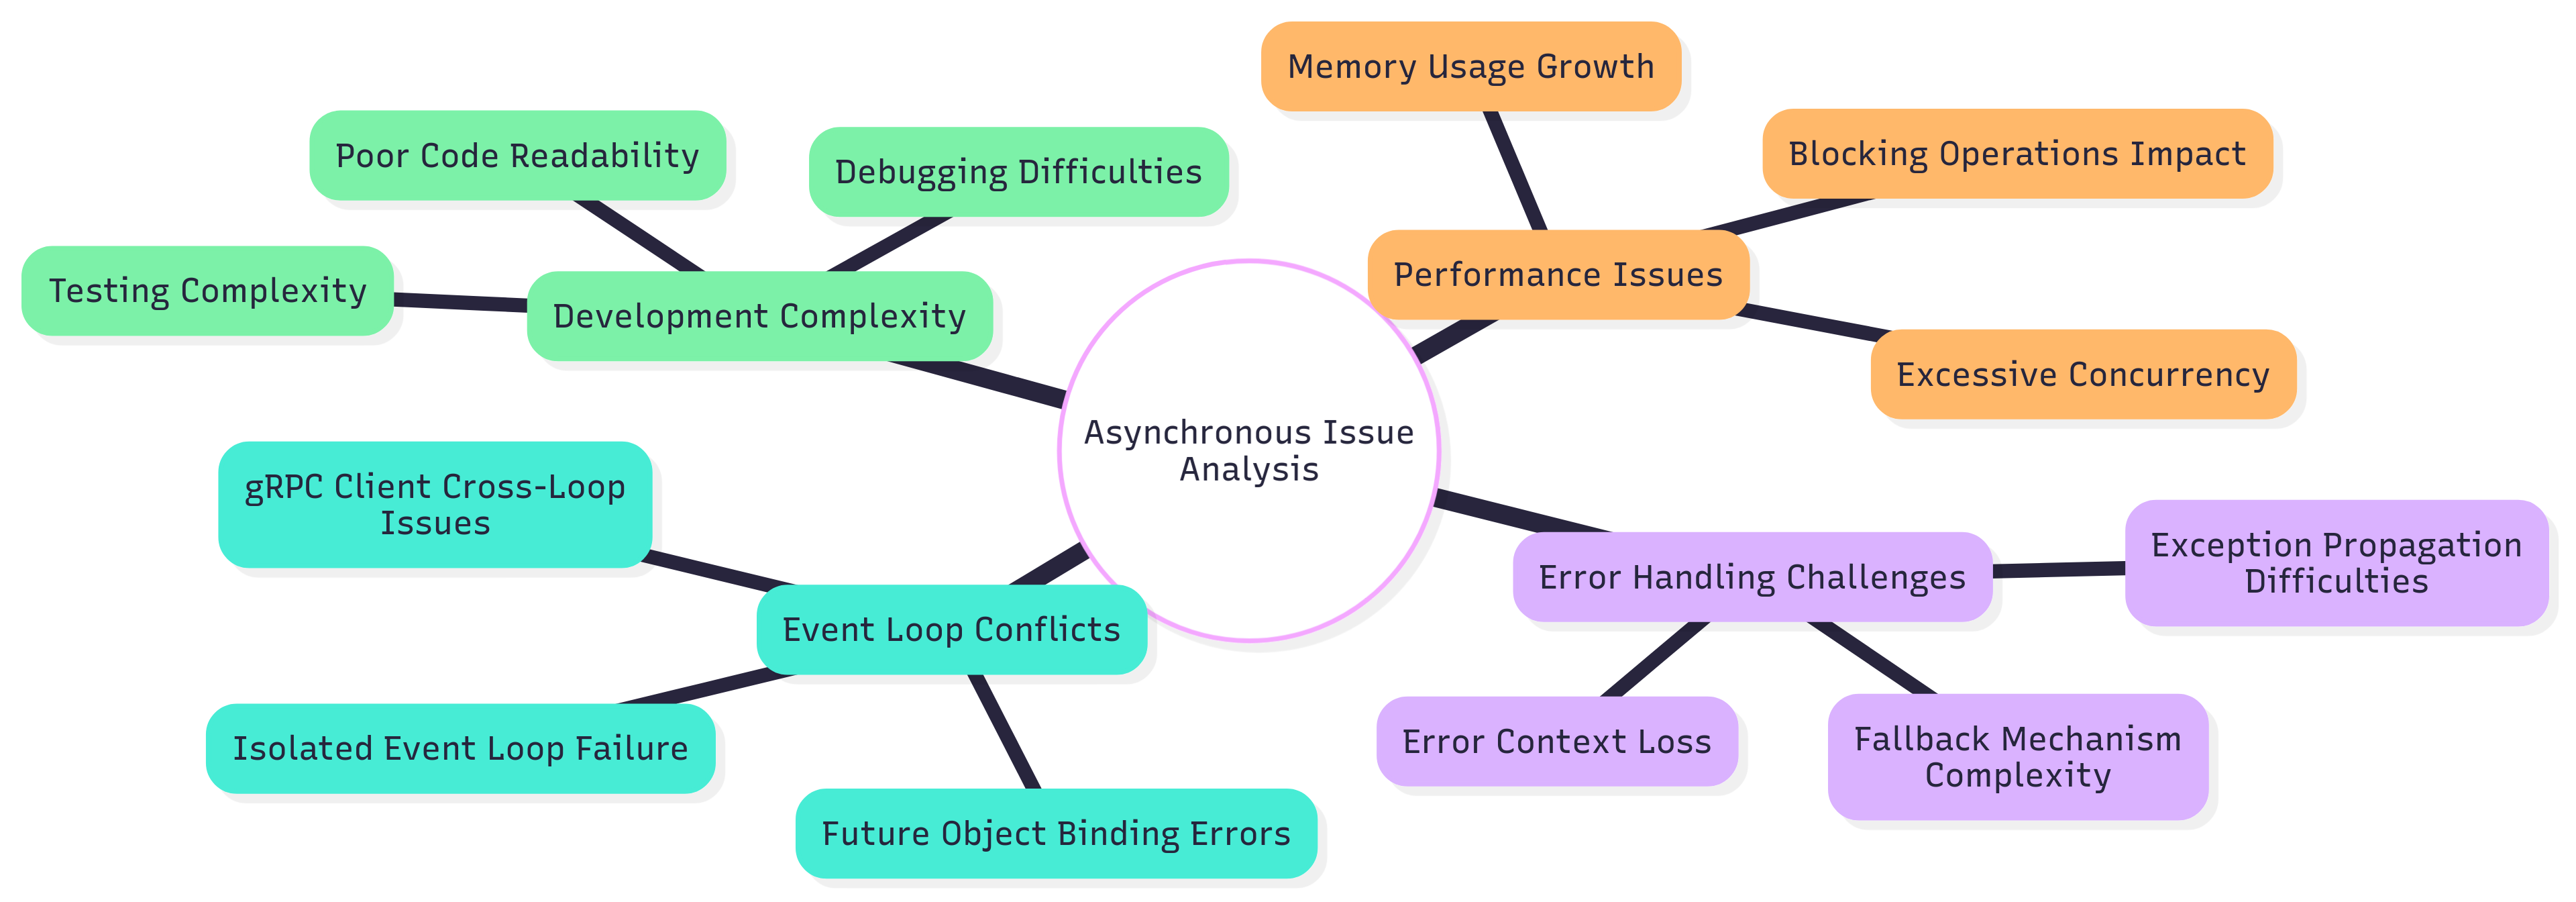 Memory Usage Growth
Poor Code Readability
Debugging Difficulties
Blocking Operations Impact
Testing Complexity
Development Complexity
Performance Issues
Excessive Concurrency
Asynchronous Issue
Analysis
gRPC Client Cross-Loop
Issues
Event Loop Conflicts
Error Handling Challenges
Exception Propagation
Difficulties
Isolated Event Loop Failure
Future Object Binding Errors
Error Context Loss
Fallback Mechanism
Complexity